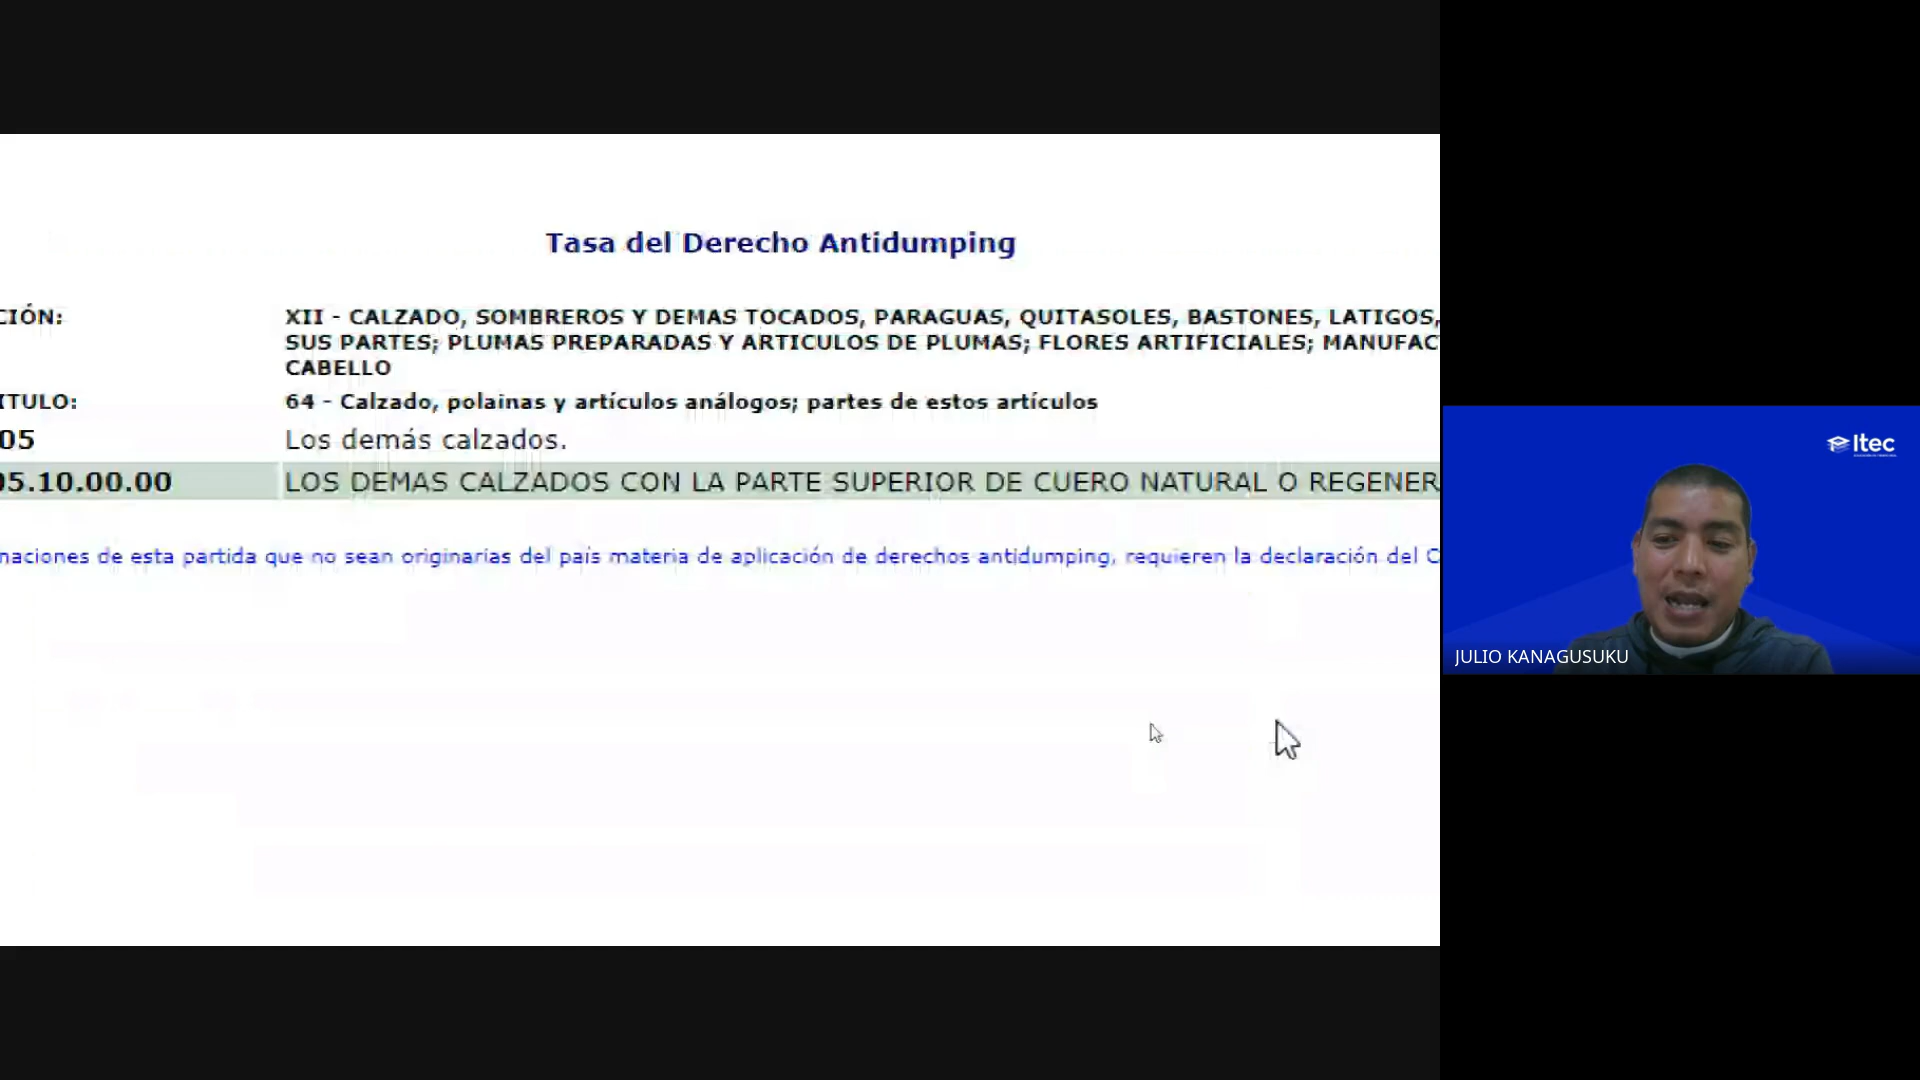 Tasa del Derecho Antidumping
CIÓN: XII - CALZADO, SOMBREROS Y DEMAS TOCADOS, PARAGUAS, QUITASOLES, BASTONES, LATIGOS,
SUS PARTES; PLUMAS PREPARADAS Y ARTICULOS DE PLUMAS; FLORES ARTIFICIALES; MANUFAC
CABELLO
ITULO: 64 - Calzado, polainas y artículos análogos; partes de estos artículos
05 Los demás calzados.
05.10.00.00 LOS DEMAS CALZADOS CON LA PARTE SUPERIOR DE CUERO NATURAL O REGENER
naciones de esta partida que no sean originarias del país materia de aplicación de derechos antidumping, requieren la declaración del C
Itec
JULIO KANAGUSUKU